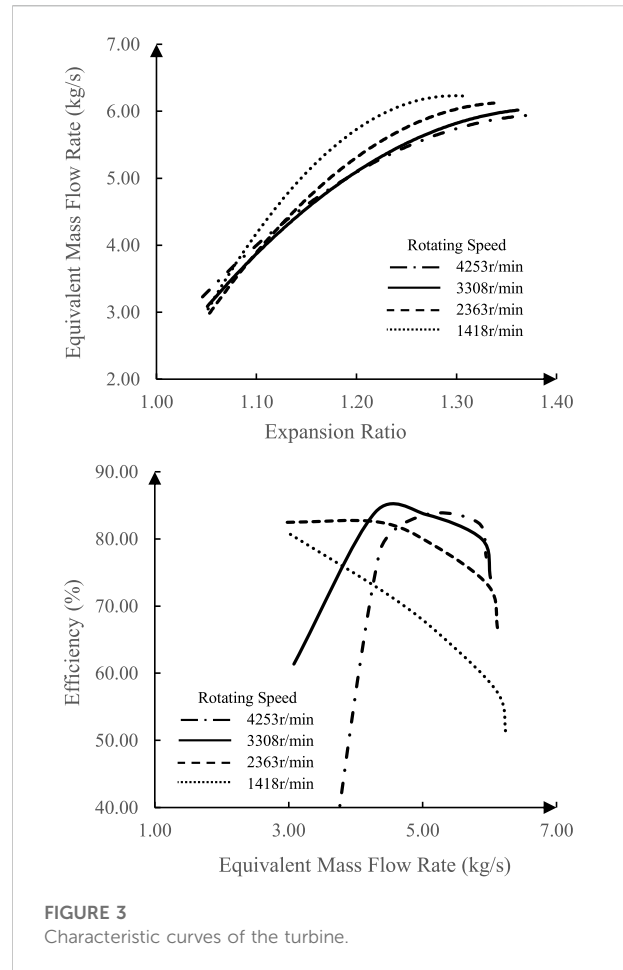 7.00
6.00
5.00
4.00
3.00
2.00
1.00 1.10 1.20 1.30 1.40
Equivalent Mass Flow Rate (kg/s)
Expansion Ratio
Rotating Speed
4253r/min
3308r/min
2363r/min
1418r/min
90.00
80.00
70.00
60.00
50.00
40.00
1.00 3.00 5.00 7.00
Efficiency (%)
Equivalent Mass Flow Rate (kg/s)
Rotating Speed
4253r/min
3308r/min
2363r/min
1418r/min
FIGURE 3
Characteristic curves of the turbine.